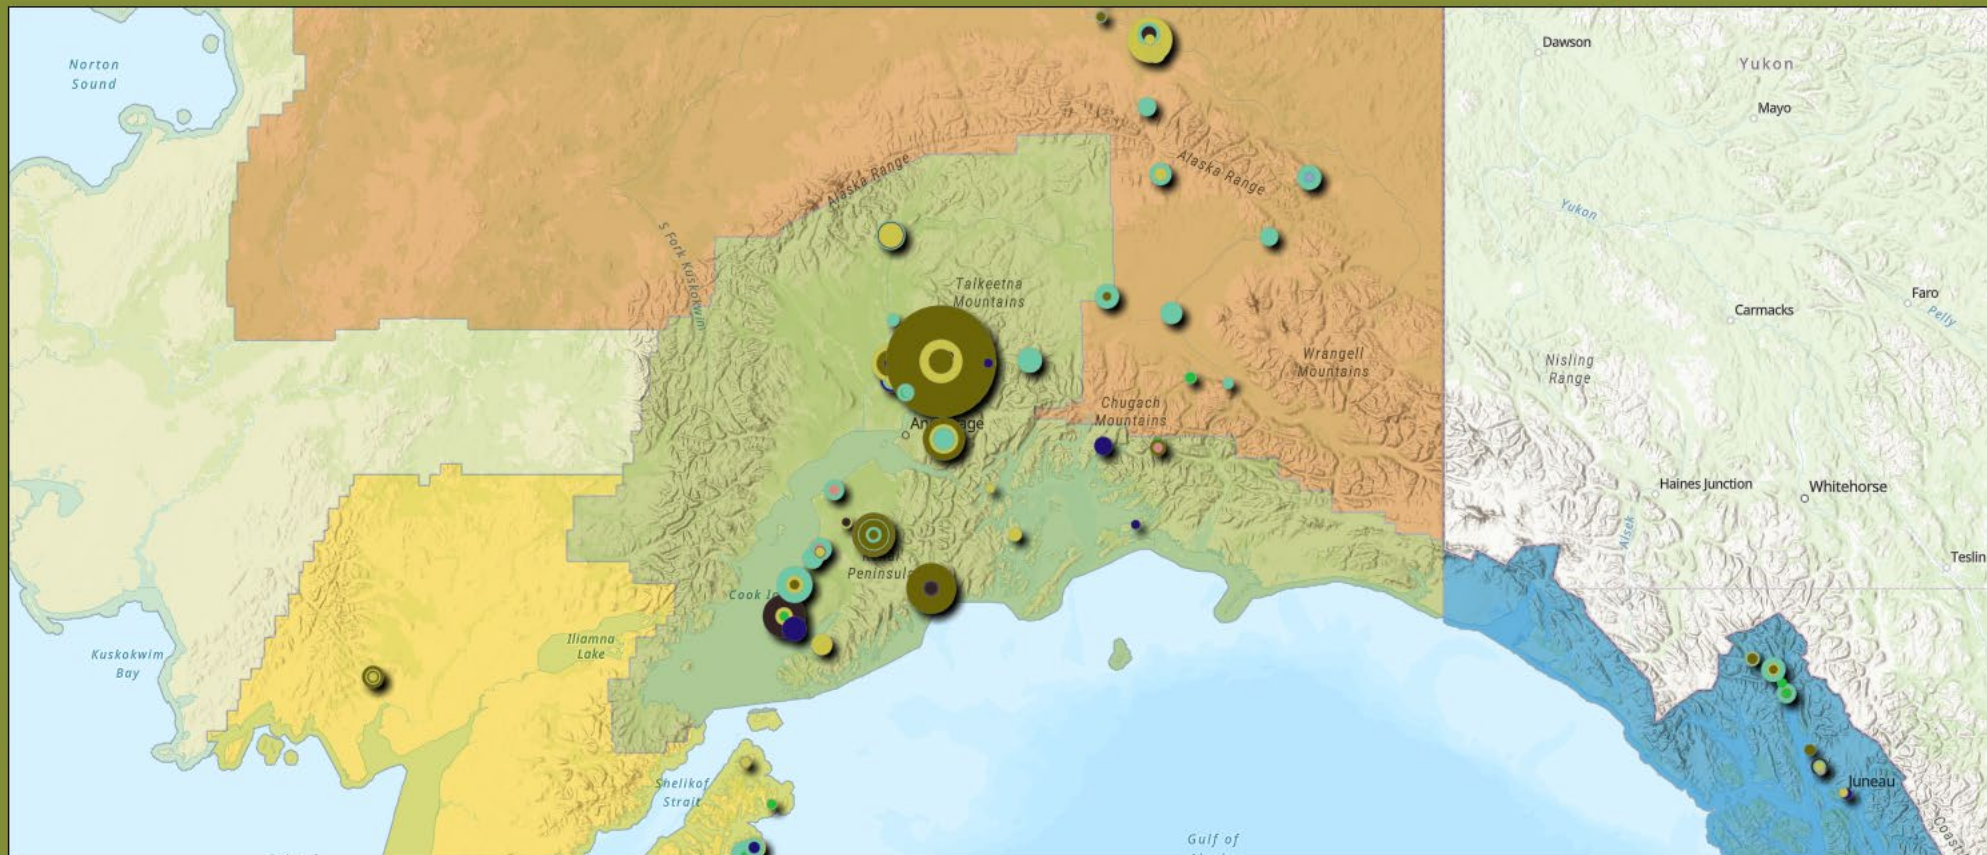 Dawson
Norton
Sound
Yukon
Mayo
Alaska Range
Alaska Range
Yukon
S Fork Kuskokwim
Talkeetna
Mountains
Faro
Carmacks
Pelly
Nisling
Range
Wrangell
Mountains
Chugach
Mountains
Haines Junction
Whitehorse
Alsek
Teslin
Peninsula
Cook
Iliamna
Lake
Kuskokwim
Bay
Shelikof
Strait
Juneau
Gulf of
Coast